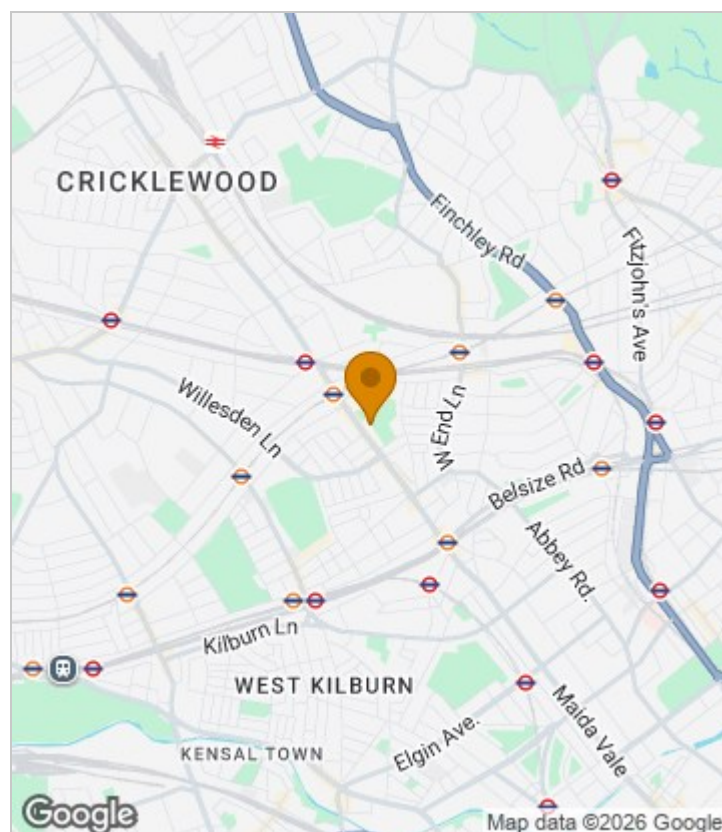 CRICKLEWOOD
Finchley Rd
Fitzjohn's Ave
Willesden Ln
W End Ln
Belsize Rd
Abbey Rd.
Kilburn Ln
WEST KILBURN
Maida Vale
Elgin Ave.
KENSAL TOWN
Google
Map data ©2026 Google